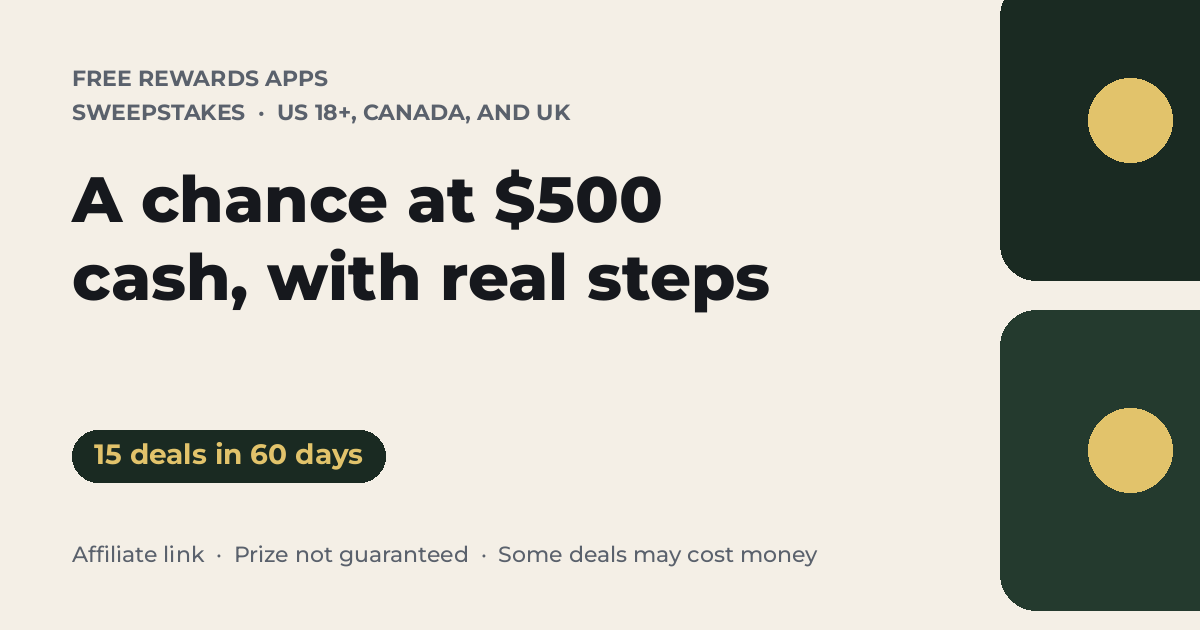 FREE REWARDS APPS
SWEEPSTAKES · US 18+, CANADA, AND UK
A chance at $500
cash, with real steps
15 deals in 60 days
Affiliate link · Prize not guaranteed · Some deals may cost money